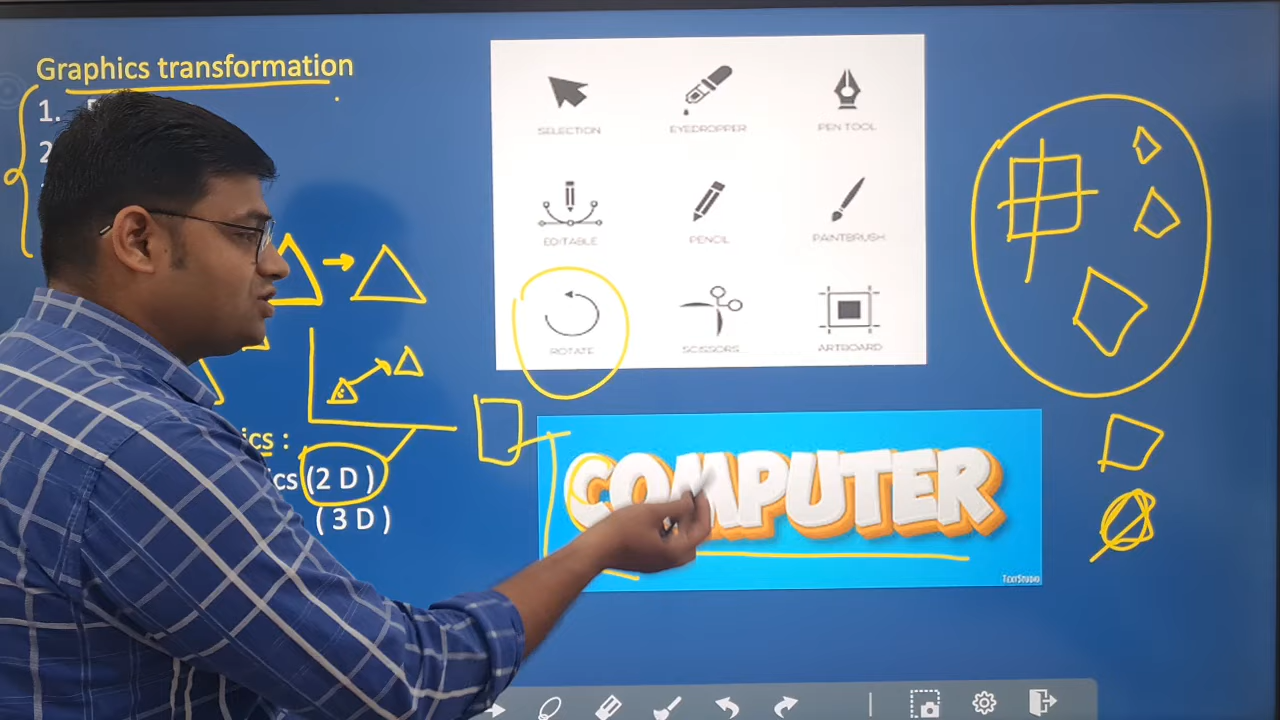 Graphics transformation
1.
2
SELECTION EYEDROPPER PEN TOOL
EDITABLE PENCIL PAINTBRUSH
ROTATE SCISSORS ARTBOARD
ics :
cs (2 D )
( 3 D )
COMPUTER
TEXTSTUDIO